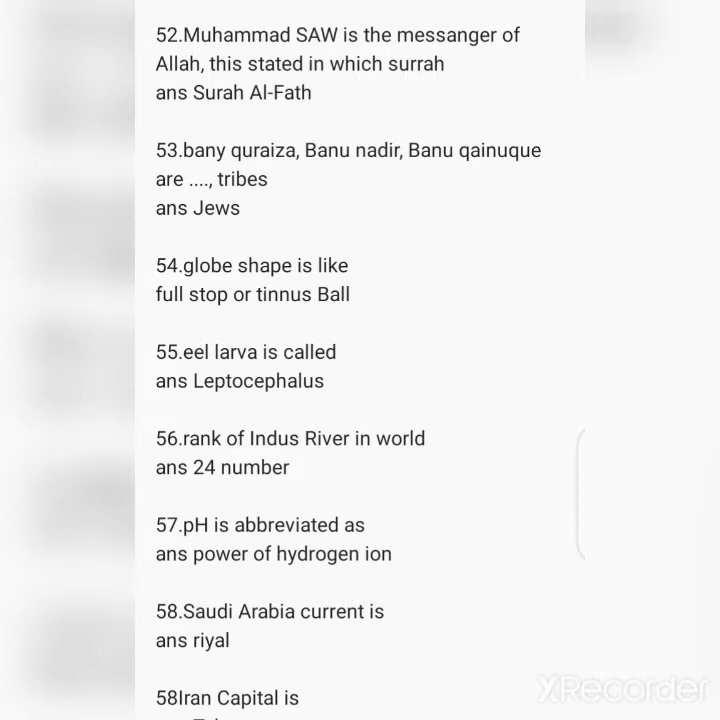 52.Muhammad SAW is the messanger of
Allah, this stated in which surrah
ans Surah Al-Fath
53.bany quraiza, Banu nadir, Banu qainuque
are ...., tribes
ans Jews
54.globe shape is like
full stop or tinnus Ball
55.eel larva is called
ans Leptocephalus
56.rank of Indus River in world
ans 24 number
57.pH is abbreviated as
ans power of hydrogen ion
58.Saudi Arabia current is
ans riyal
58Iran Capital is
XRecorder